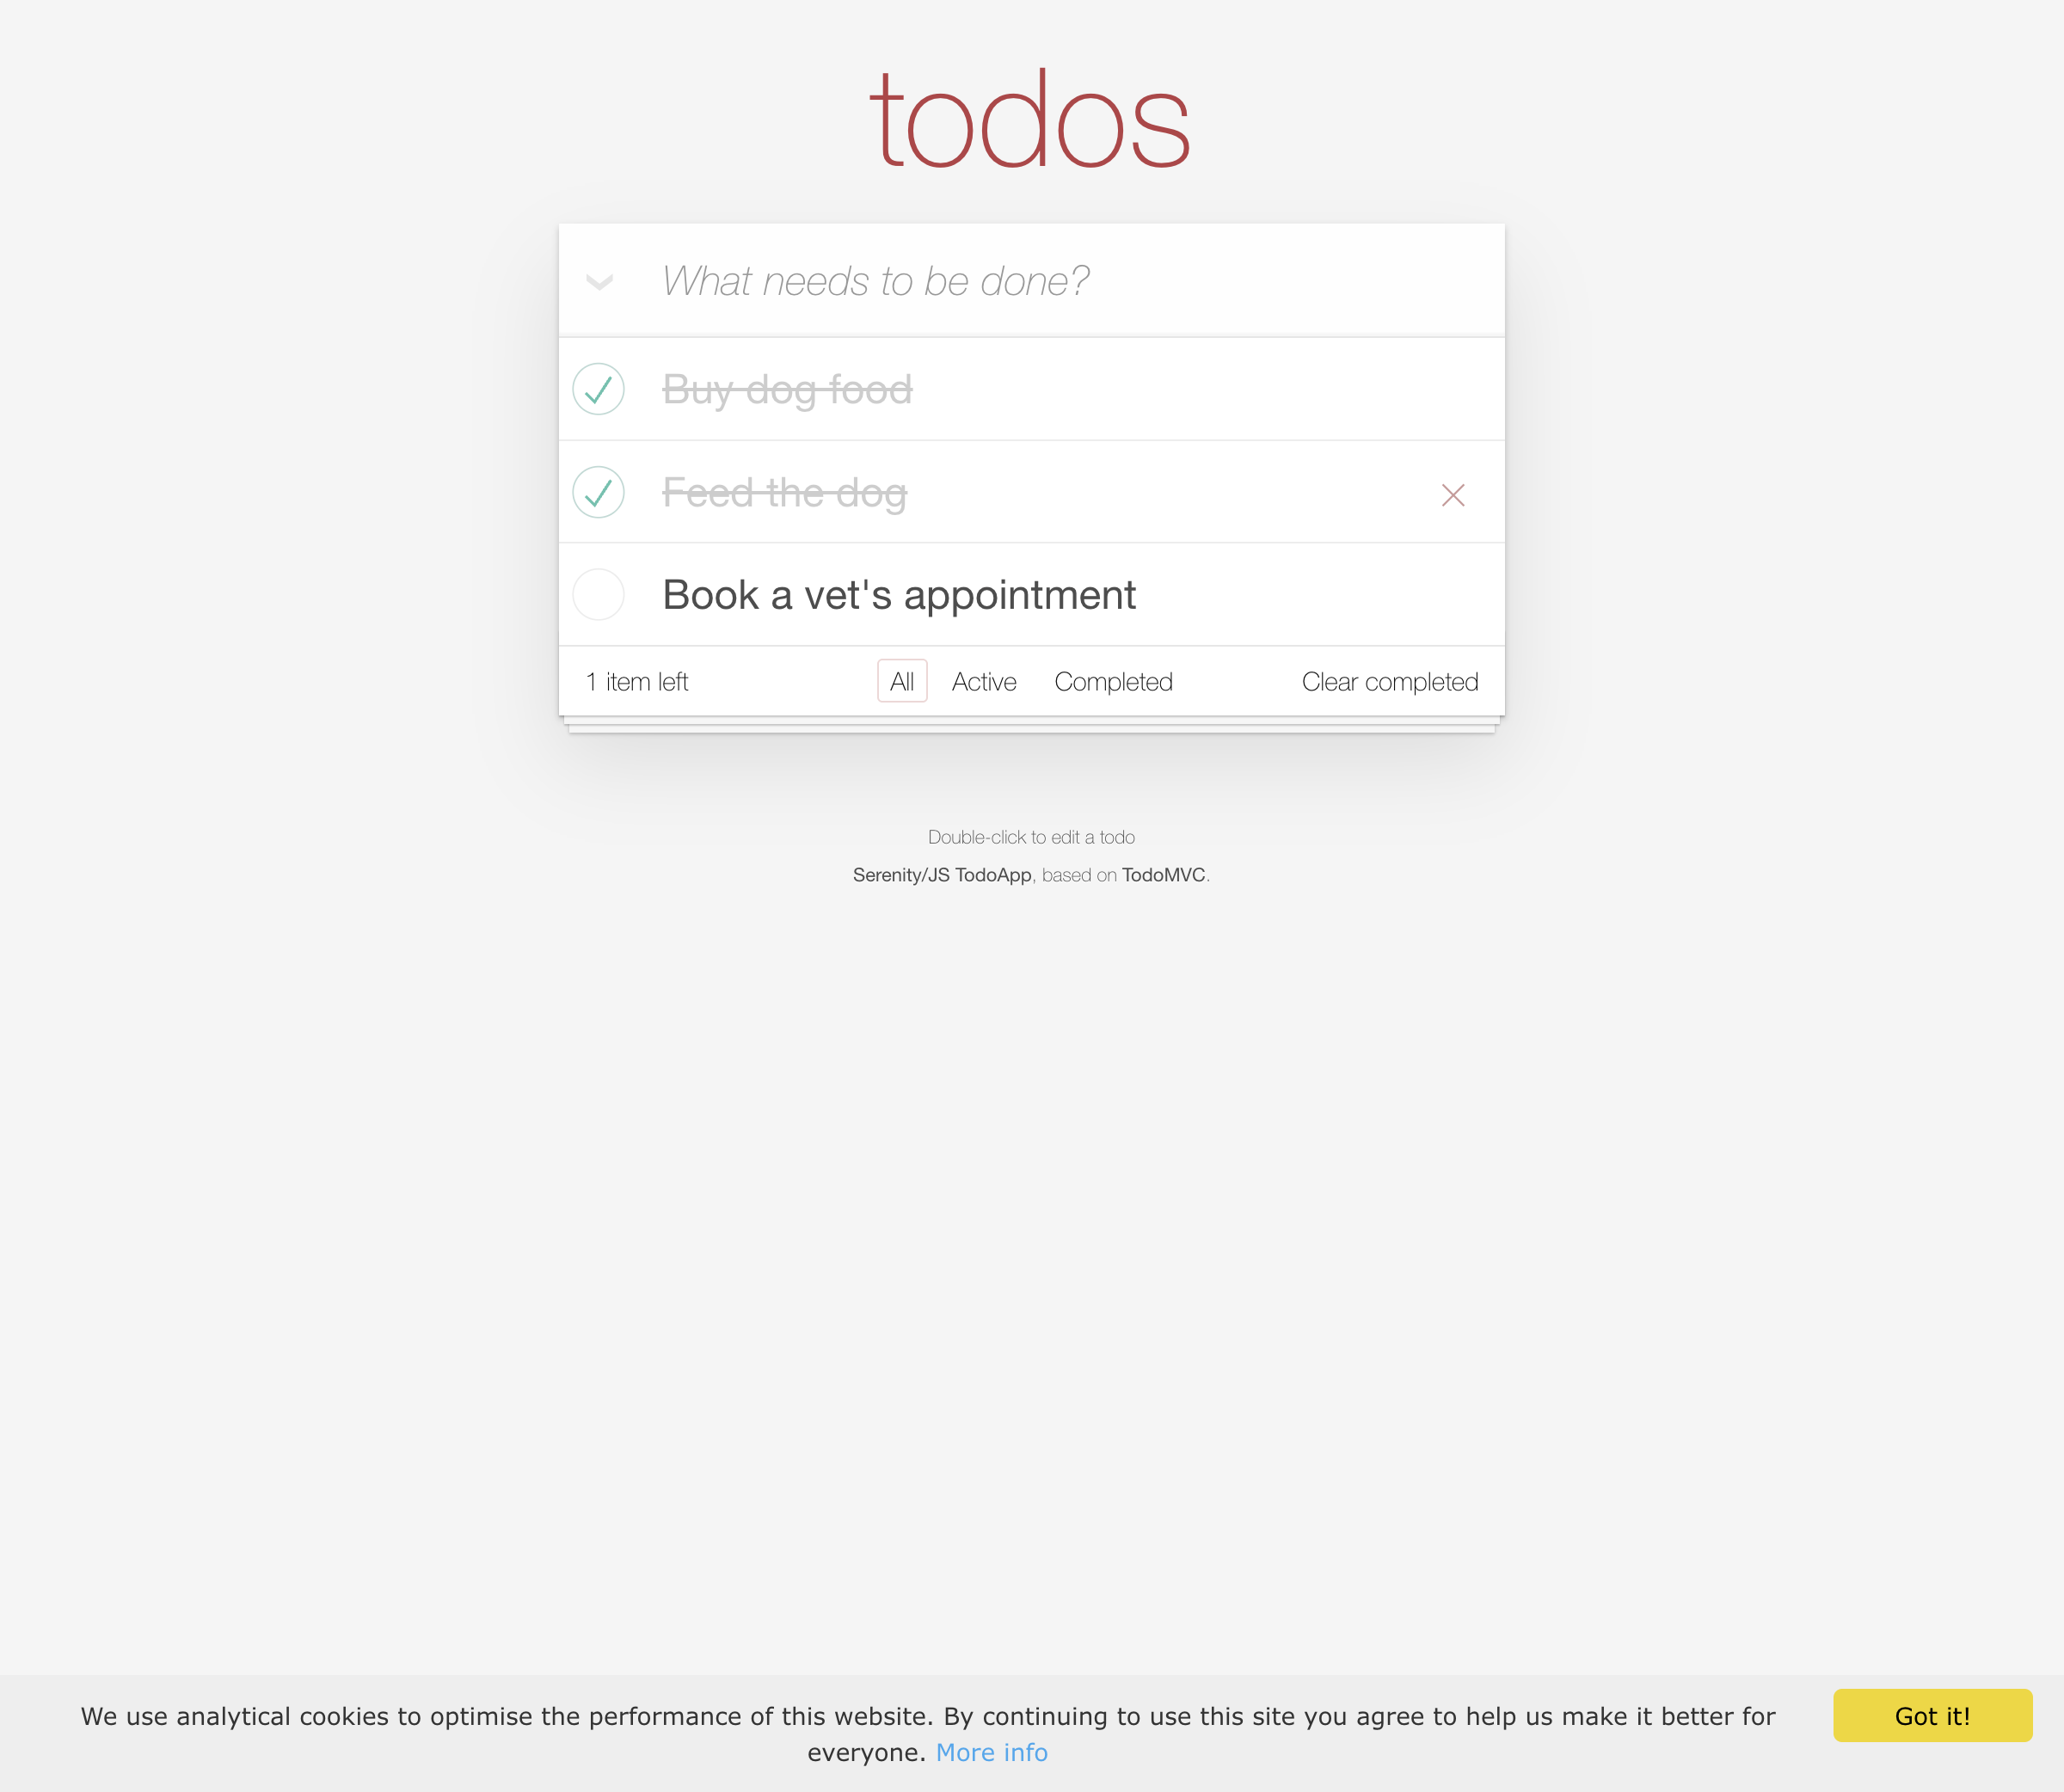 todos
What needs to be done?
Buy dog food
Feed the dog
Book a vet's appointment
1 item left All Active Completed Clear completed
Double-click to edit a todo
Serenity/JS TodoApp, based on TodoMVC.
We use analytical cookies to optimise the performance of this website. By continuing to use this site you agree to help us make it better for
everyone. More info
Got it!